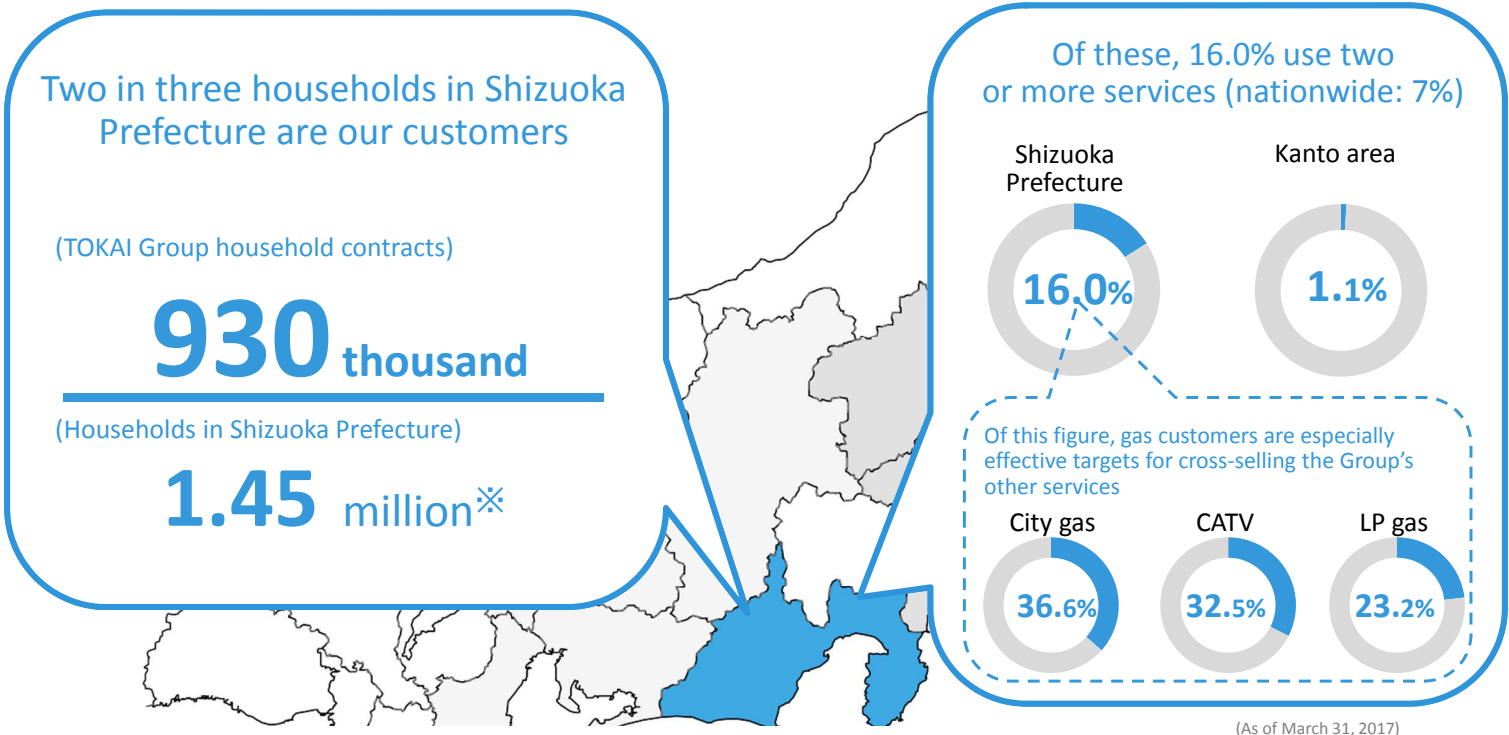 Two in three households in Shizuoka
Prefecture are our customers
(TOKAI Group household contracts)
930 thousand
(Households in Shizuoka Prefecture)
1.45 million※
Of these, 16.0% use two
or more services (nationwide: 7%)
Shizuoka
Prefecture
Kanto area
16.0%
1.1%
Of this figure, gas customers are especially
effective targets for cross-selling the Group's
other services
City gas
CATV
LP gas
36.6%
32.5%
23.2%
(As of March 31, 2017)